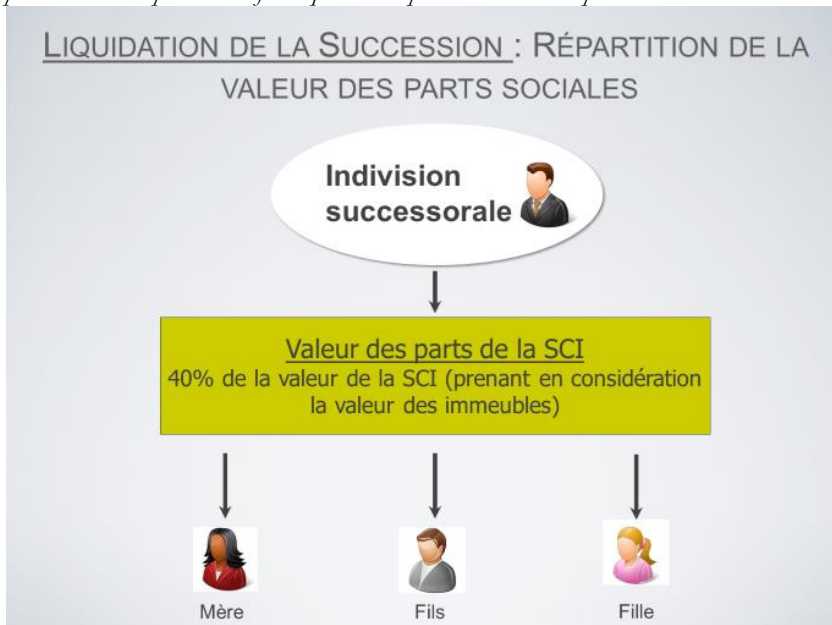 LIQUIDATION DE LA SUCCESSION : RÉPARTITION DE LA
VALEUR DES PARTS SOCIALES
Indivision
successorale
Valeur des parts de la SCI
40% de la valeur de la SCI (prenant en considération
la valeur des immeubles)
Mère
Fils
Fille